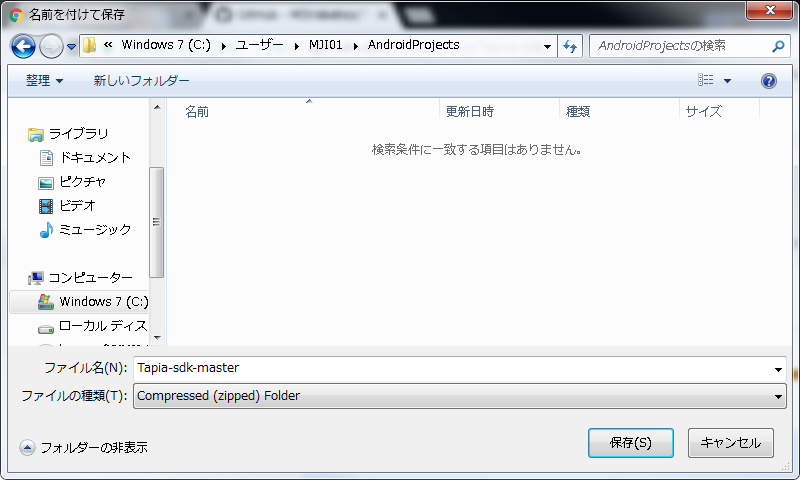 名前を付けて保存
« Windows 7 (C:) ▸ ユーザー ▸ MJI01 ▸ AndroidProjects
AndroidProjectsの検索
整理 新しいフォルダー
名前 更新日時 種類 サイズ
検索条件に一致する項目はありません。
ライブラリ
ドキュメント
ピクチャ
ビデオ
ミュージック
コンピューター
Windows 7 (C:)
ローカル ディス
ファイル名(N): Tapia-sdk-master
ファイルの種類(T): Compressed (zipped) Folder
フォルダーの非表示
保存(S) キャンセル